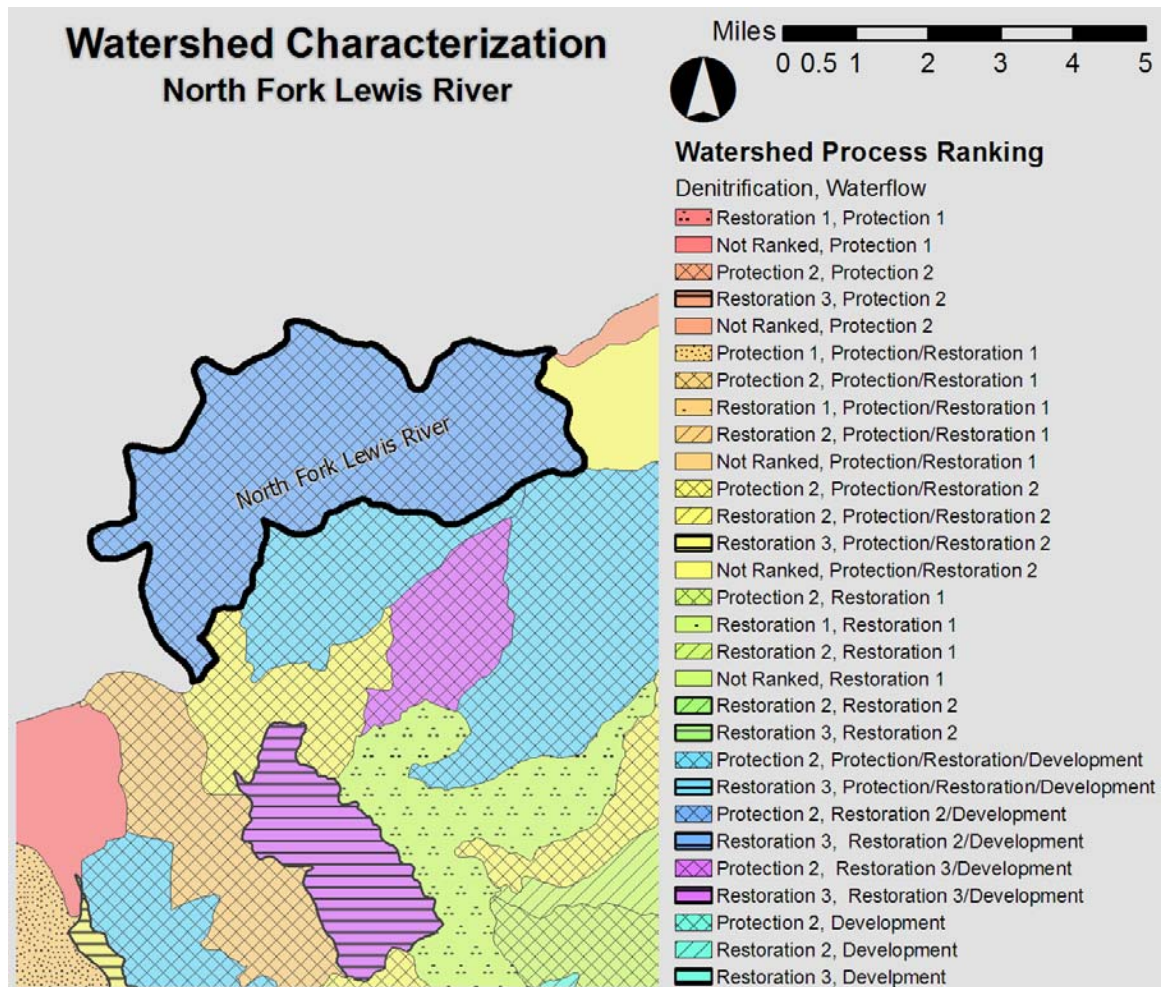 Watershed Characterization
North Fork Lewis River
Miles
0 0.5 1 2 3 4 5
Watershed Process Ranking
Denitrification, Waterflow
Restoration 1, Protection 1
Not Ranked, Protection 1
Protection 2, Protection 2
Restoration 3, Protection 2
Not Ranked, Protection 2
Protection 1, Protection/Restoration 1
Protection 2, Protection/Restoration 1
Restoration 1, Protection/Restoration 1
Restoration 2, Protection/Restoration 1
Not Ranked, Protection/Restoration 1
Protection 2, Protection/Restoration 2
Restoration 2, Protection/Restoration 2
Restoration 3, Protection/Restoration 2
Not Ranked, Protection/Restoration 2
Protection 2, Restoration 1
Restoration 1, Restoration 1
Restoration 2, Restoration 1
Not Ranked, Restoration 1
Restoration 2, Restoration 2
Restoration 3, Restoration 2
Protection 2, Protection/Restoration/Development
Restoration 3, Protection/Restoration/Development
Protection 2, Restoration 2/Development
Restoration 3, Restoration 2/Development
Protection 2, Restoration 3/Development
Restoration 3, Restoration 3/Development
Protection 2, Development
Restoration 2, Development
Restoration 3, Develpment
North Fork Lewis River